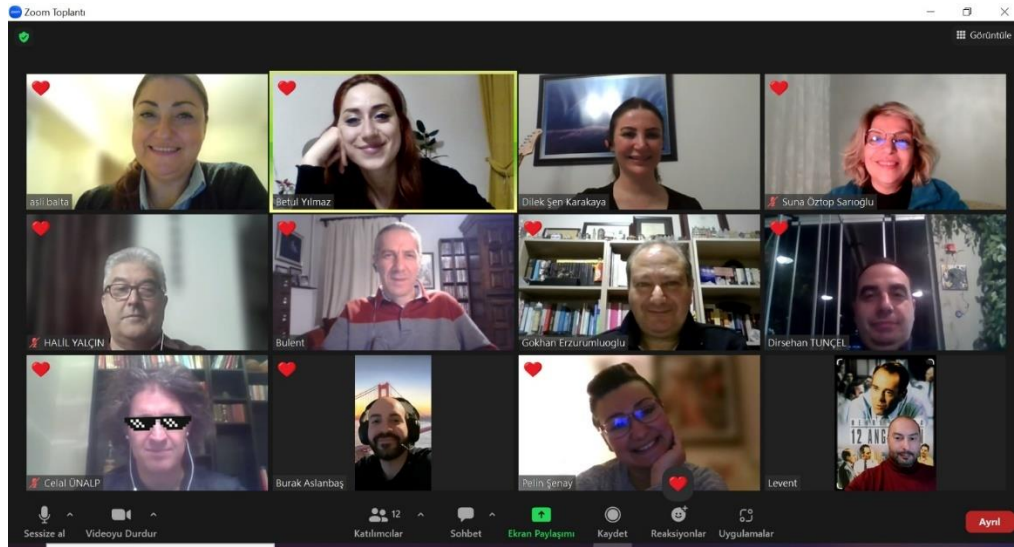 Zoom Toplantı
Görüntüle
asli balta
Betul Yılmaz
Dilek Şen Karakaya
Suna Öztop Sarıoğlu
HALİL YALÇIN
Bulent
Gokhan Erzurumluoglu
Dirsehan TUNÇEL
Celal ÜNALP
Burak Aslanbaş
Pelin Şenay
12 ANG
Levent
Sessize al
Videoyu Durdur
12
Katılımcılar
Sohbet
Ekran Paylaşımı
Kaydet
Reaksiyonlar
Uygulamalar
Ayrıl